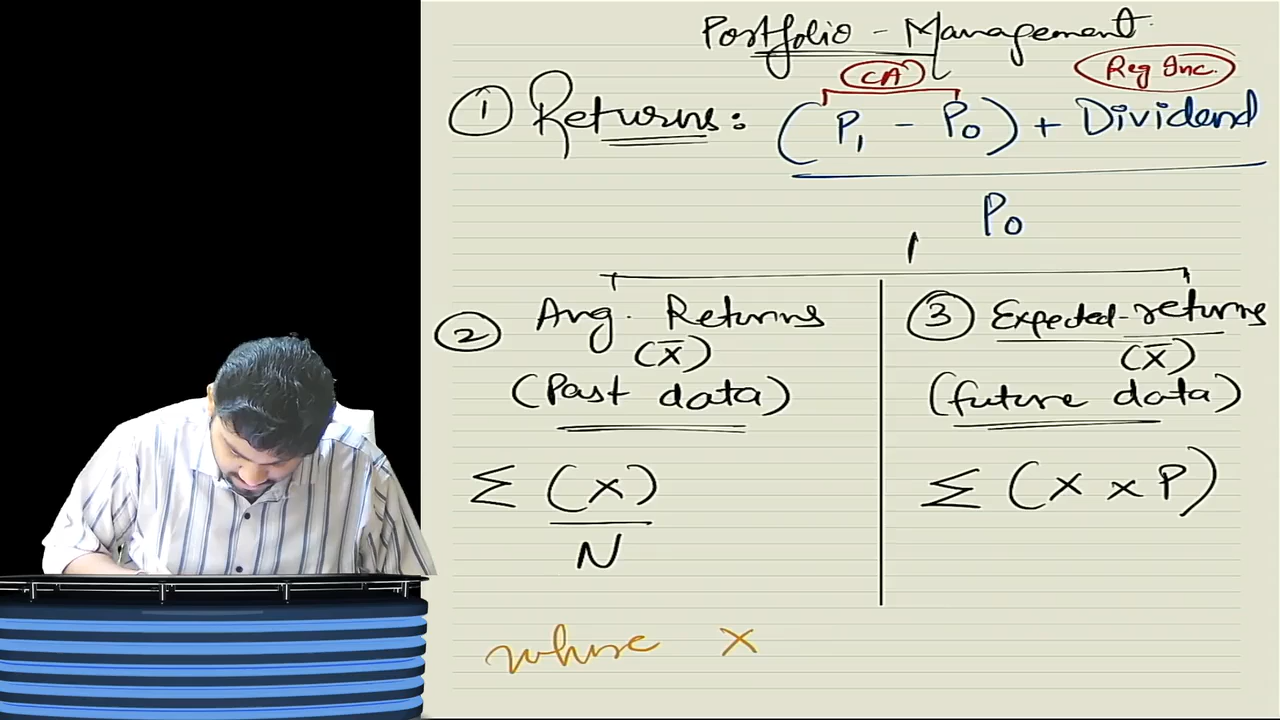 Portfolio - Management
CA Reg Inc.
① Returns: (P₁ - P₀) + Dividend
P₀
② Avg. Returns
(x̄)
(Past data)
Σ (x)
N
③ Expected-returns
(x̄)
(future data)
Σ (x × P)
where x